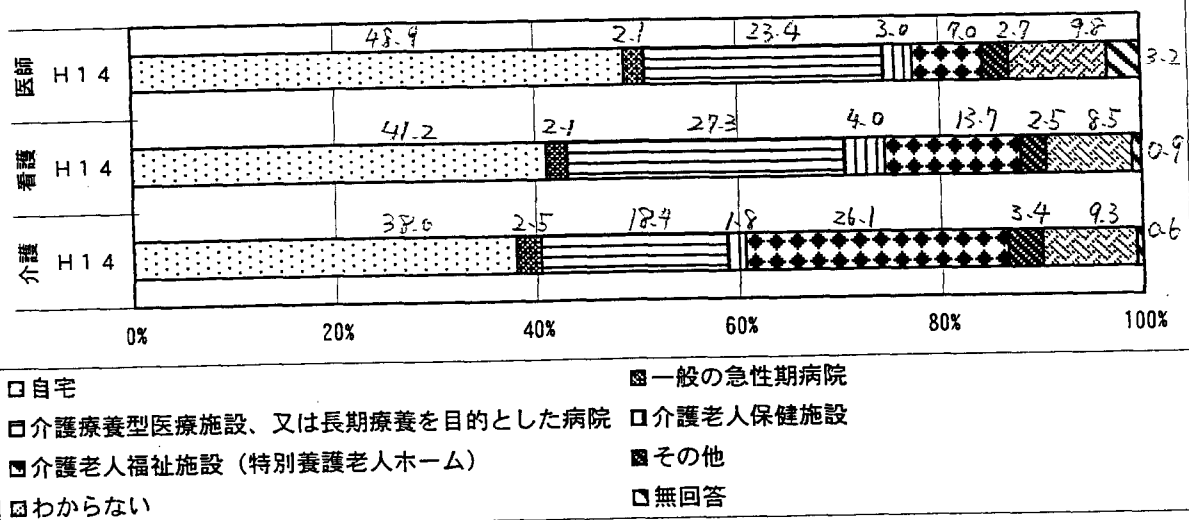 48.9 2.1 23.4 3.0 7.0 2.7 9.8
医師 H14 3.2
41.2 2.1 27.3 4.0 13.7 2.5 8.5
看護 H14 0.9
38.0 2.5 18.4 1.8 26.1 3.4 9.3
介護 H14 0.6
0% 20% 40% 60% 80% 100%
自宅 一般の急性期病院
介護療養型医療施設、又は長期療養を目的とした病院 介護老人保健施設
介護老人福祉施設（特別養護老人ホーム） その他
わからない 無回答